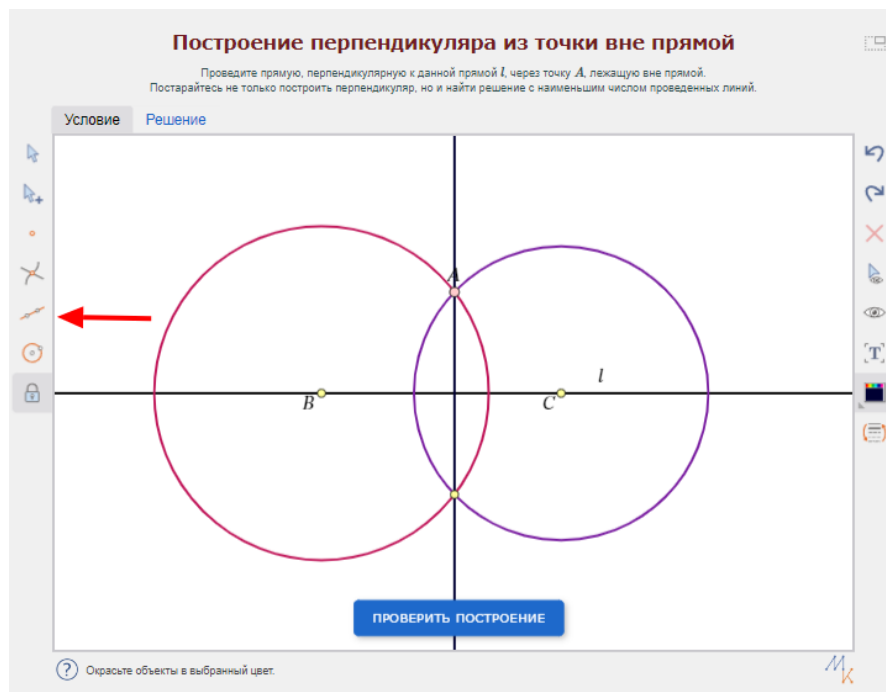 Построение перпендикуляра из точки вне прямой
Проведите прямую, перпендикулярную к данной прямой l, через точку A, лежащую вне прямой.
Постарайтесь не только построить перпендикуляр, но и найти решение с наименьшим числом проведенных линий.
Условие Решение
A
l
B C
[T]
ПРОВЕРИТЬ ПОСТРОЕНИЕ
? Окрасьте объекты в выбранный цвет.
МК